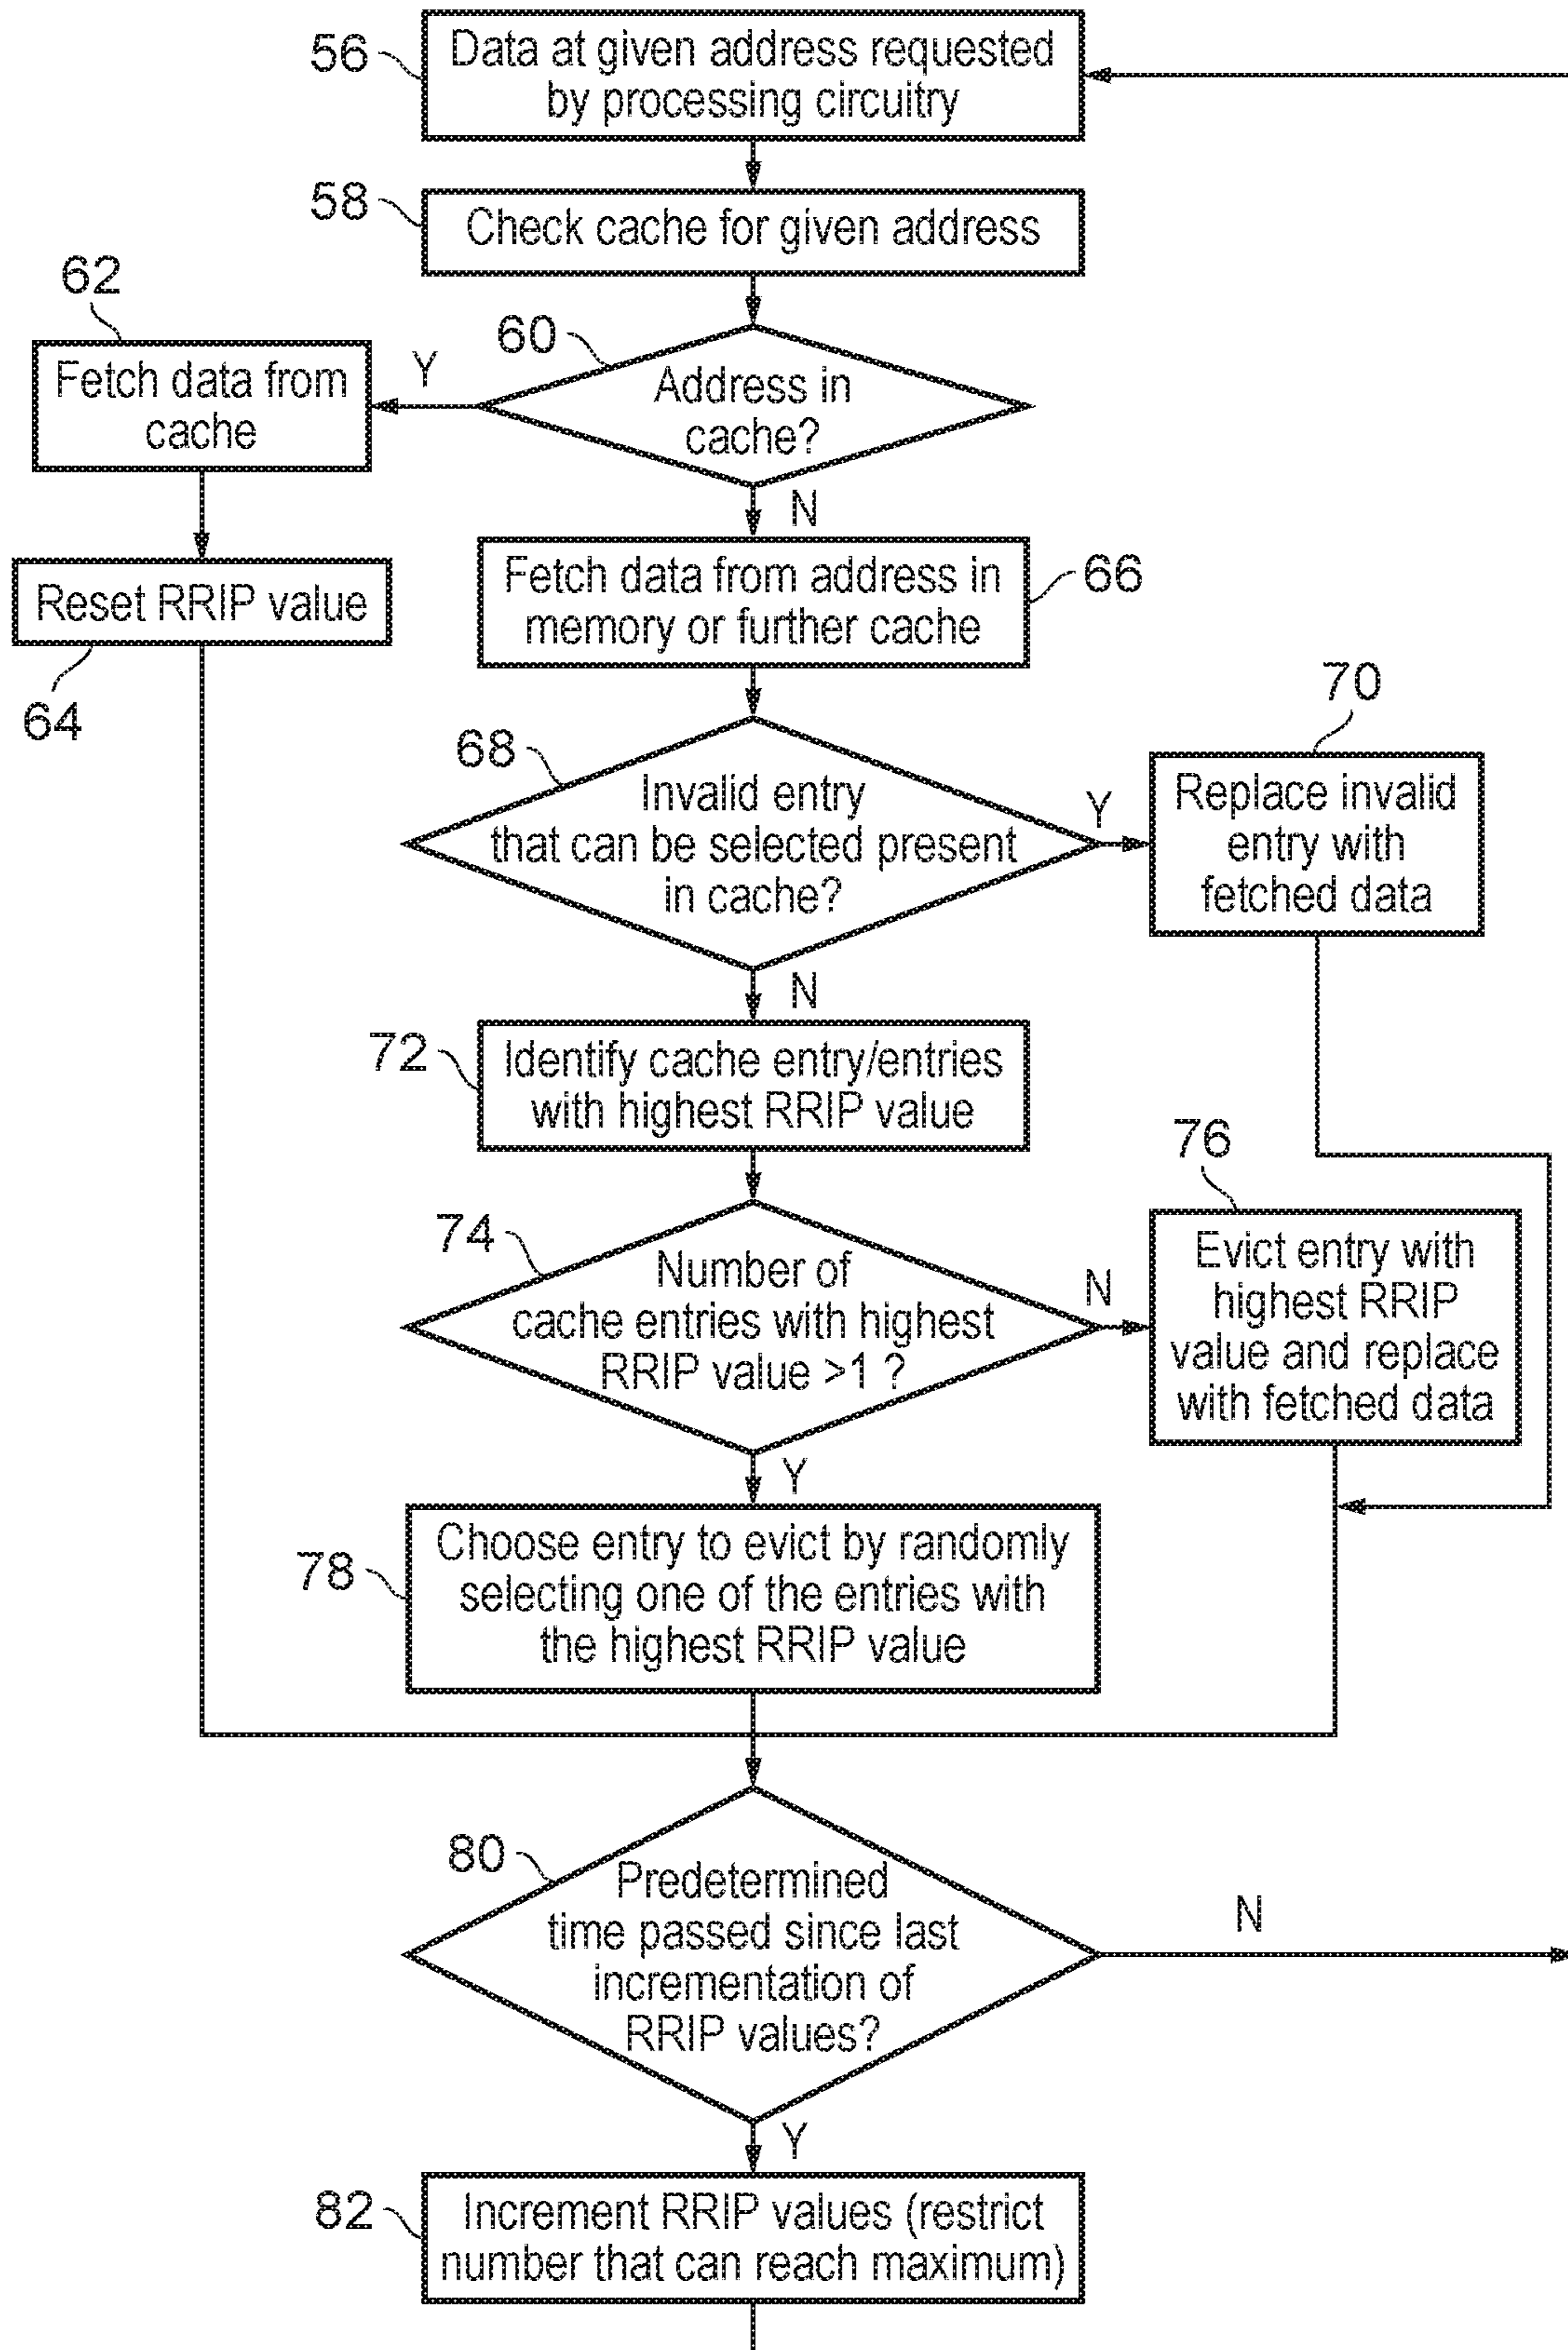 56
Data at given address requested
by processing circuitry
58
Check cache for given address
62
Fetch data from
cache
Y
60
Address in
cache?
N
Reset RRIP value
64
Fetch data from address in
memory or further cache
66
68
Invalid entry
that can be selected present
in cache?
Y
70
Replace invalid
entry with
fetched data
N
72
Identify cache entry/entries
with highest RRIP value
74
Number of
cache entries with highest
RRIP value >1 ?
N
76
Evict entry with
highest RRIP
value and replace
with fetched data
Y
78
Choose entry to evict by randomly
selecting one of the entries with
the highest RRIP value
80
Predetermined
time passed since last
incrementation of
RRIP values?
N
Y
82
Increment RRIP values (restrict
number that can reach maximum)